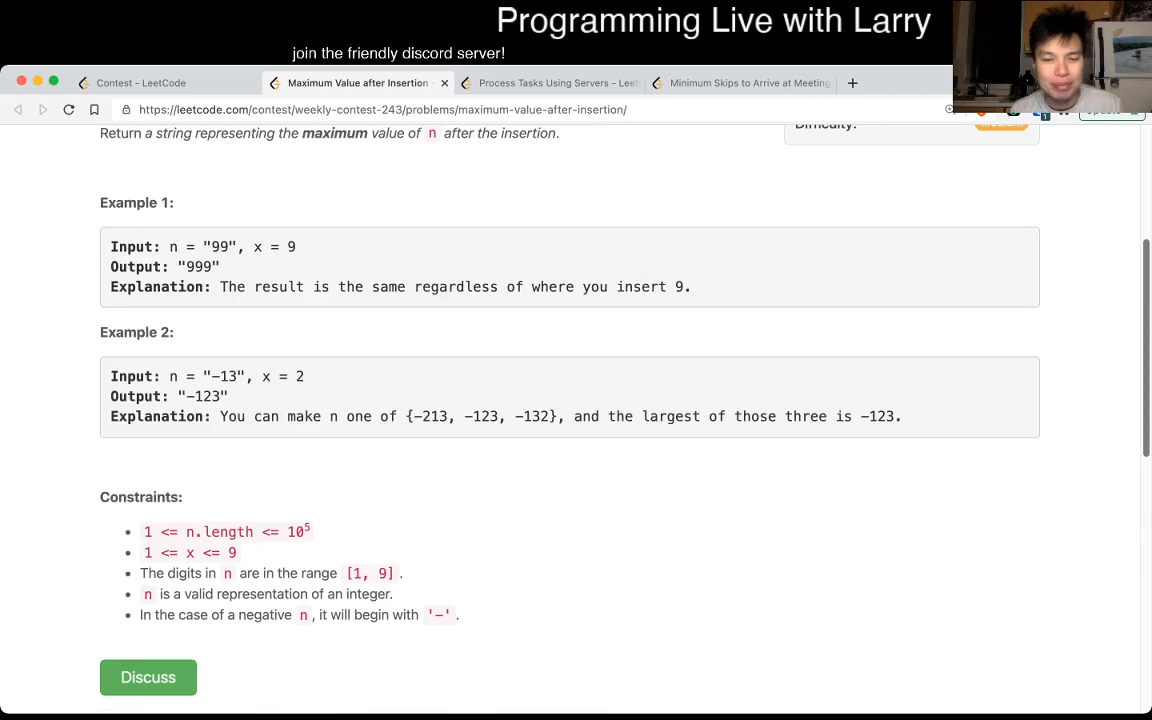 Programming Live with Larry
join the friendly discord server!
Contest - LeetCode
Maximum Value after Insertion -
Process Tasks Using Servers - Leet
Minimum Skips to Arrive at Meeting
https://leetcode.com/contest/weekly-contest-243/problems/maximum-value-after-insertion/
Return a string representing the maximum value of n after the insertion.
Difficulty:
Example 1:
Input: n = "99", x = 9
Output: "999"
Explanation: The result is the same regardless of where you insert 9.
Example 2:
Input: n = "-13", x = 2
Output: "-123"
Explanation: You can make n one of {-213, -123, -132}, and the largest of those three is -123.
Constraints:
• 1 <= n.length <= 10⁵
• 1 <= x <= 9
• The digits in n are in the range [1, 9] .
• n is a valid representation of an integer.
• In the case of a negative n , it will begin with '-' .
Discuss